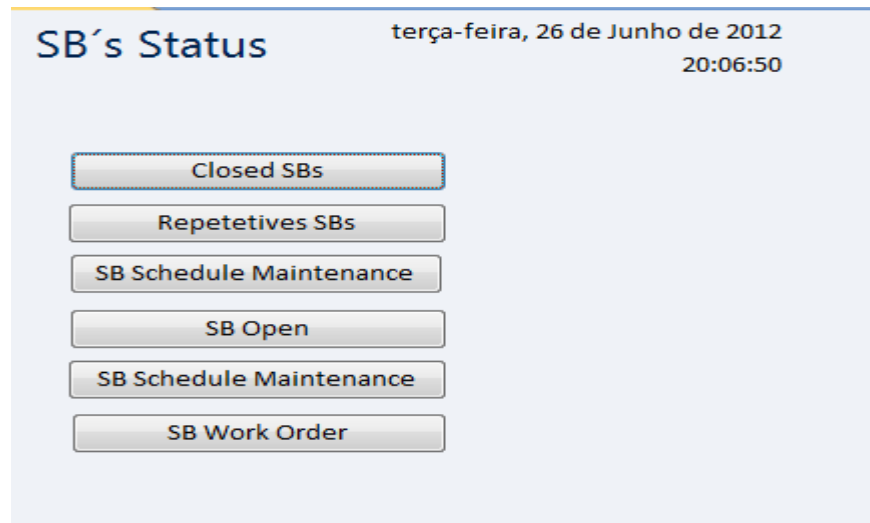 SB´s Status
terça-feira, 26 de Junho de 2012
20:06:50
Closed SBs
Repetetives SBs
SB Schedule Maintenance
SB Open
SB Schedule Maintenance
SB Work Order